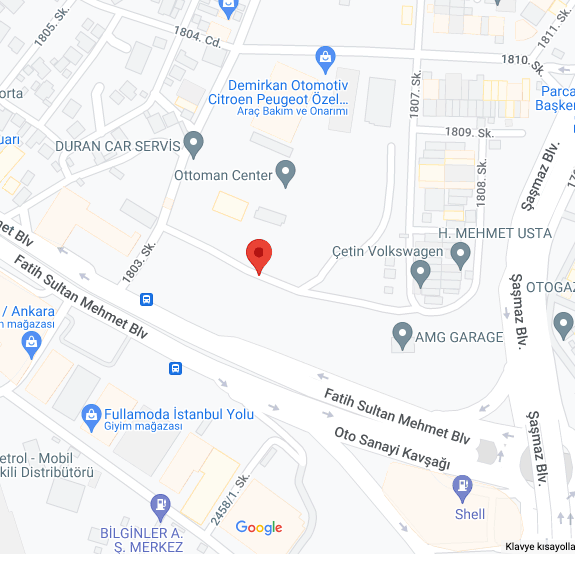 1805. Sk.
1804. Cd.
1811. Sk.
1810. Sk.
Demirkan Otomotiv
Citroen Peugeot Özel...
Araç Bakım ve Onarımı
1807. Sk.
orta
Parca
Başken
1809. Sk.
uarı
DURAN CAR SERVİS
Şaşmaz Blv.
Ottoman Center
1808. Sk.
met Blv
1803. Sk.
H. MEHMET USTA
Çetin Volkswagen
Fatih Sultan Mehmet Blv
Şaşmaz Blv.
OTOGAZ
/ Ankara
m mağazası
AMG GARAGE
Fatih Sultan Mehmet Blv
Fullamoda İstanbul Yolu
Giyim mağazası
Şaşmaz Blv.
Oto Sanayi Kavşağı
etrol - Mobil
kili Distribütörü
2458/1. Sk.
Shell
BİLGİNLER A.
Ş. MERKEZ
Google
Klavye kısayolla